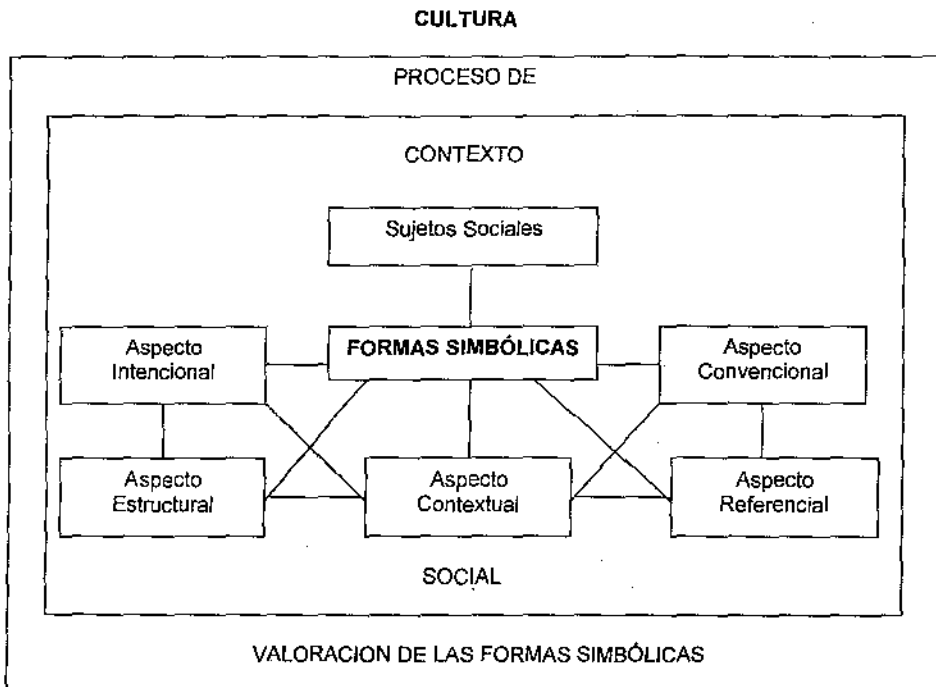 CULTURA
PROCESO DE
CONTEXTO
Sujetos Sociales
Aspecto
Intencional
FORMAS SIMBÓLICAS
Aspecto
Convencional
Aspecto
Estructural
Aspecto
Contextual
Aspecto
Referencial
SOCIAL
VALORACION DE LAS FORMAS SIMBÓLICAS